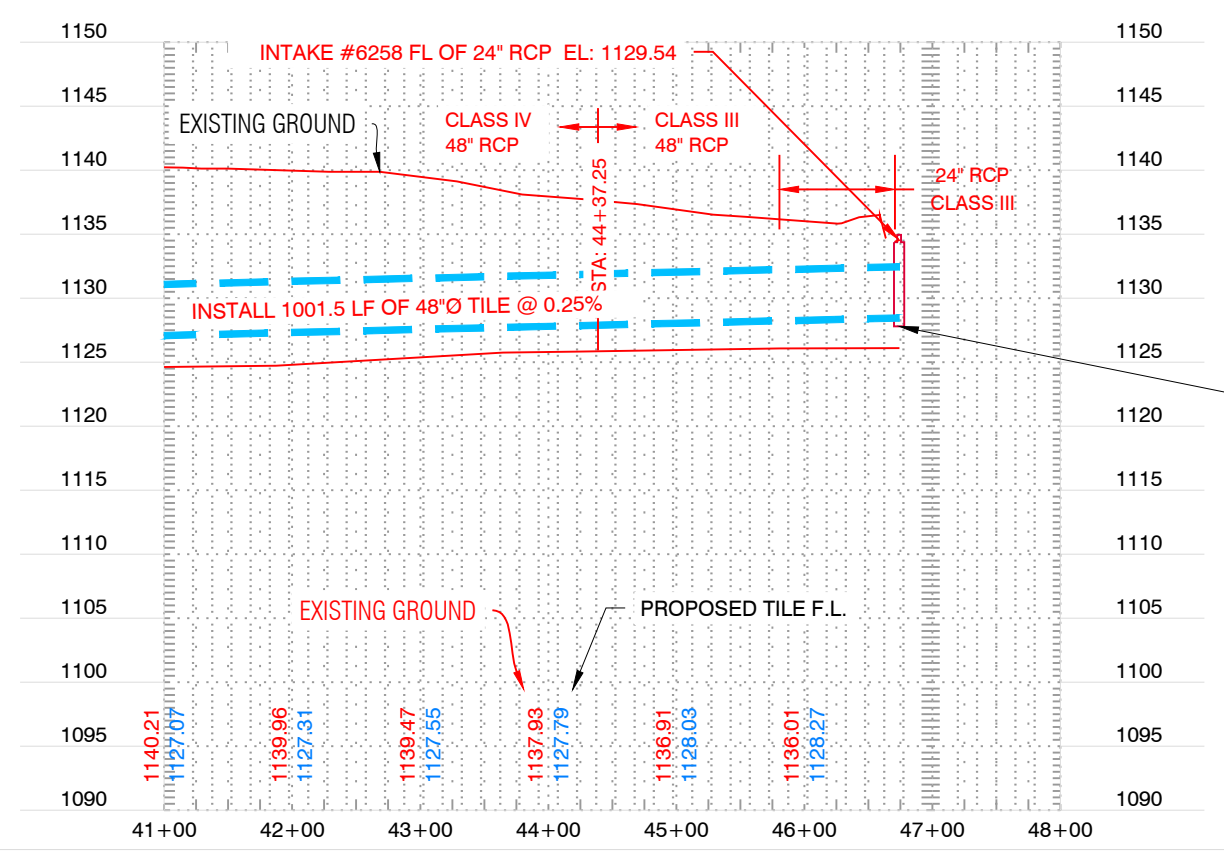 1150 1150
INTAKE #6258 FL OF 24" RCP EL: 1129.54
1145 1145
EXISTING GROUND
CLASS IV
48" RCP
CLASS III
48" RCP
1140 1140
24" RCP
CLASS III
STA. 44+37.25
1135 1135
1130 1130
INSTALL 1001.5 LF OF 48"Ø TILE @ 0.25%
1125 1125
1120 1120
1115 1115
1110 1110
1105 1105
EXISTING GROUND
PROPOSED TILE F.L.
1100 1100
1095 1095
1140.21
1127.07
1139.96
1127.31
1139.47
1127.55
1137.93
1127.79
1136.91
1128.03
1136.01
1128.27
1090 1090
41+00 42+00 43+00 44+00 45+00 46+00 47+00 48+00